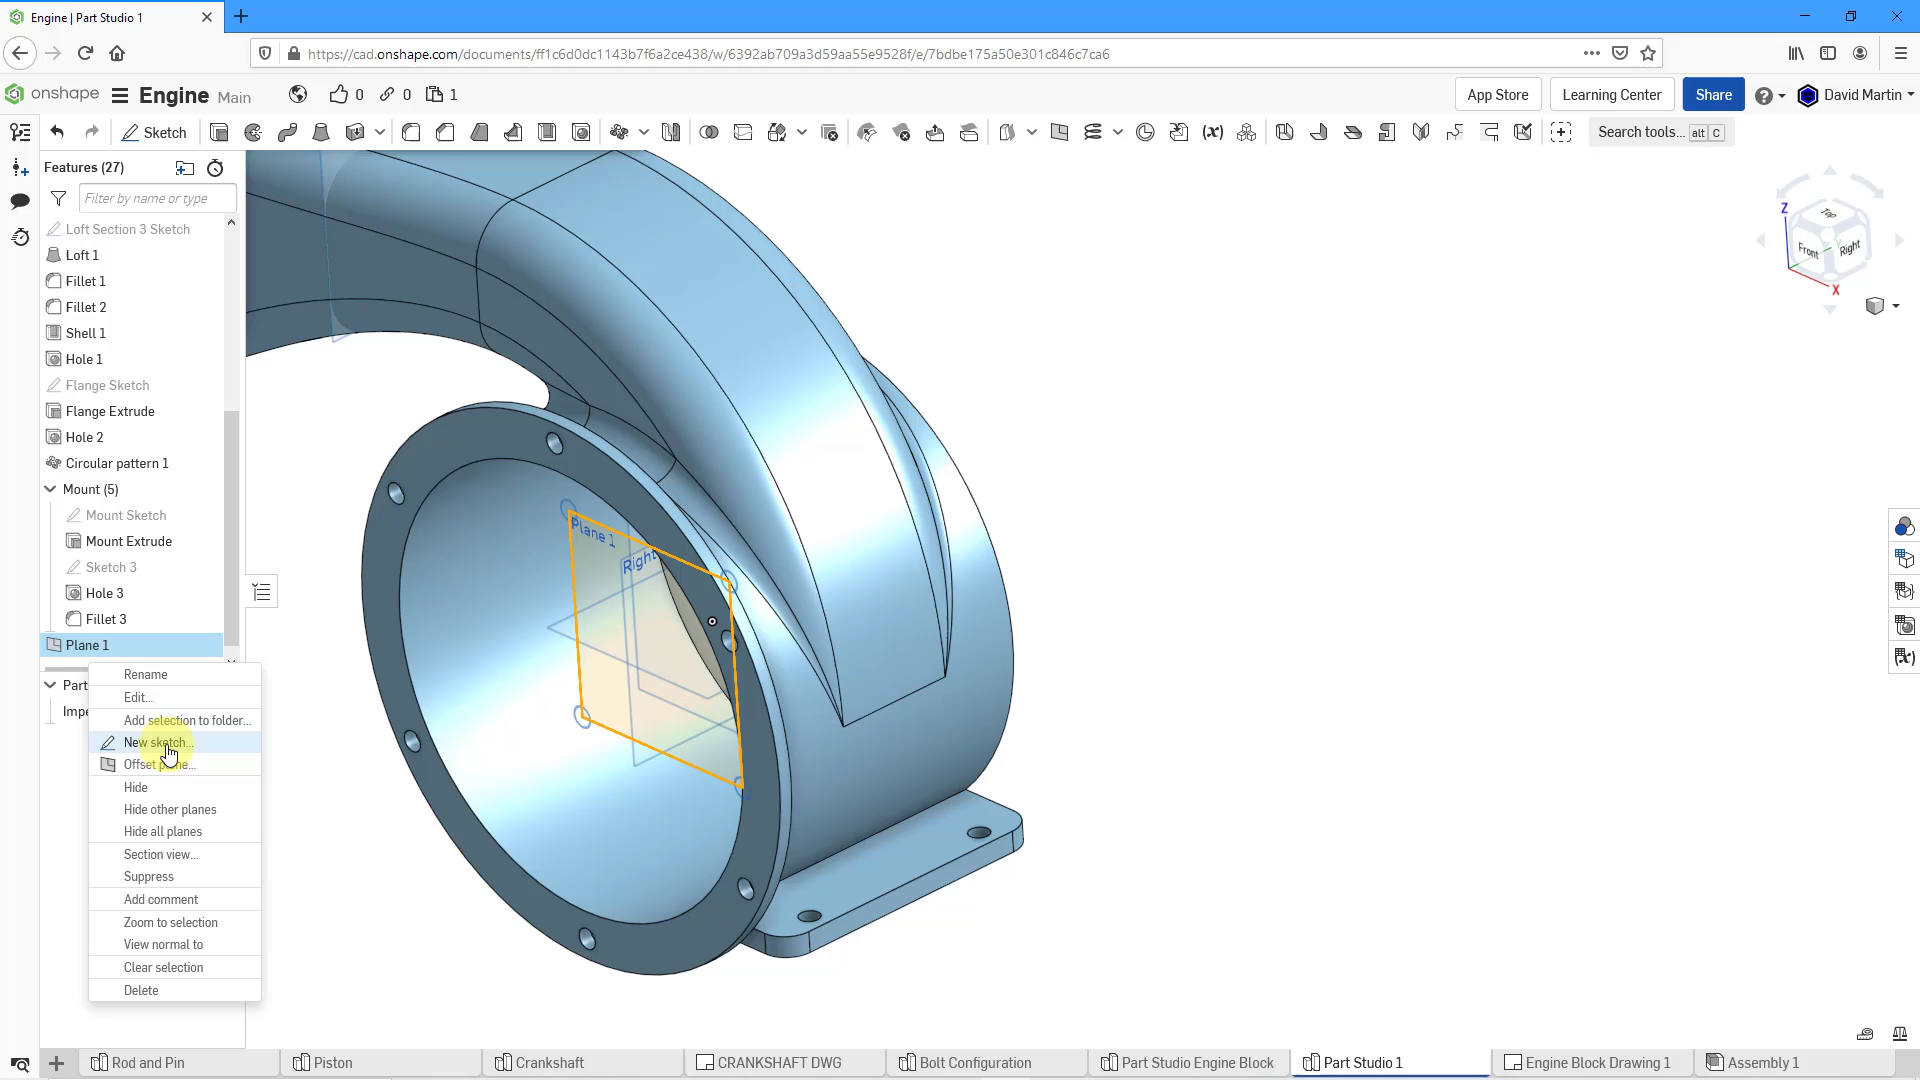 Engine | Part Studio 1
https://cad.onshape.com/documents/ff1c6d0dc1143b7f6a2ce438/w/6392ab709a3d59aa55e9528f/e/7bdbe175a50e301c846c7ca6
onshape Engine Main 0 0 1 App Store Learning Center Share David Martin
Sketch Search tools... alt C
Features (27)
Filter by name or type
Loft Section 3 Sketch
Loft 1
Fillet 1
Fillet 2
Shell 1
Hole 1
Flange Sketch
Flange Extrude
Hole 2
Circular pattern 1
Mount (5)
Mount Sketch
Mount Extrude
Sketch 3
Hole 3
Fillet 3
Plane 1
Part
Impe
Rename
Edit...
Add selection to folder...
New sketch...
Offset plane...
Hide
Hide other planes
Hide all planes
Section view...
Suppress
Add comment
Zoom to selection
View normal to
Clear selection
Delete
Plane 1
Right
Z
Top
Front
Right
X
Rod and Pin
Piston
Crankshaft
CRANKSHAFT DWG
Bolt Configuration
Part Studio Engine Block
Part Studio 1
Engine Block Drawing 1
Assembly 1